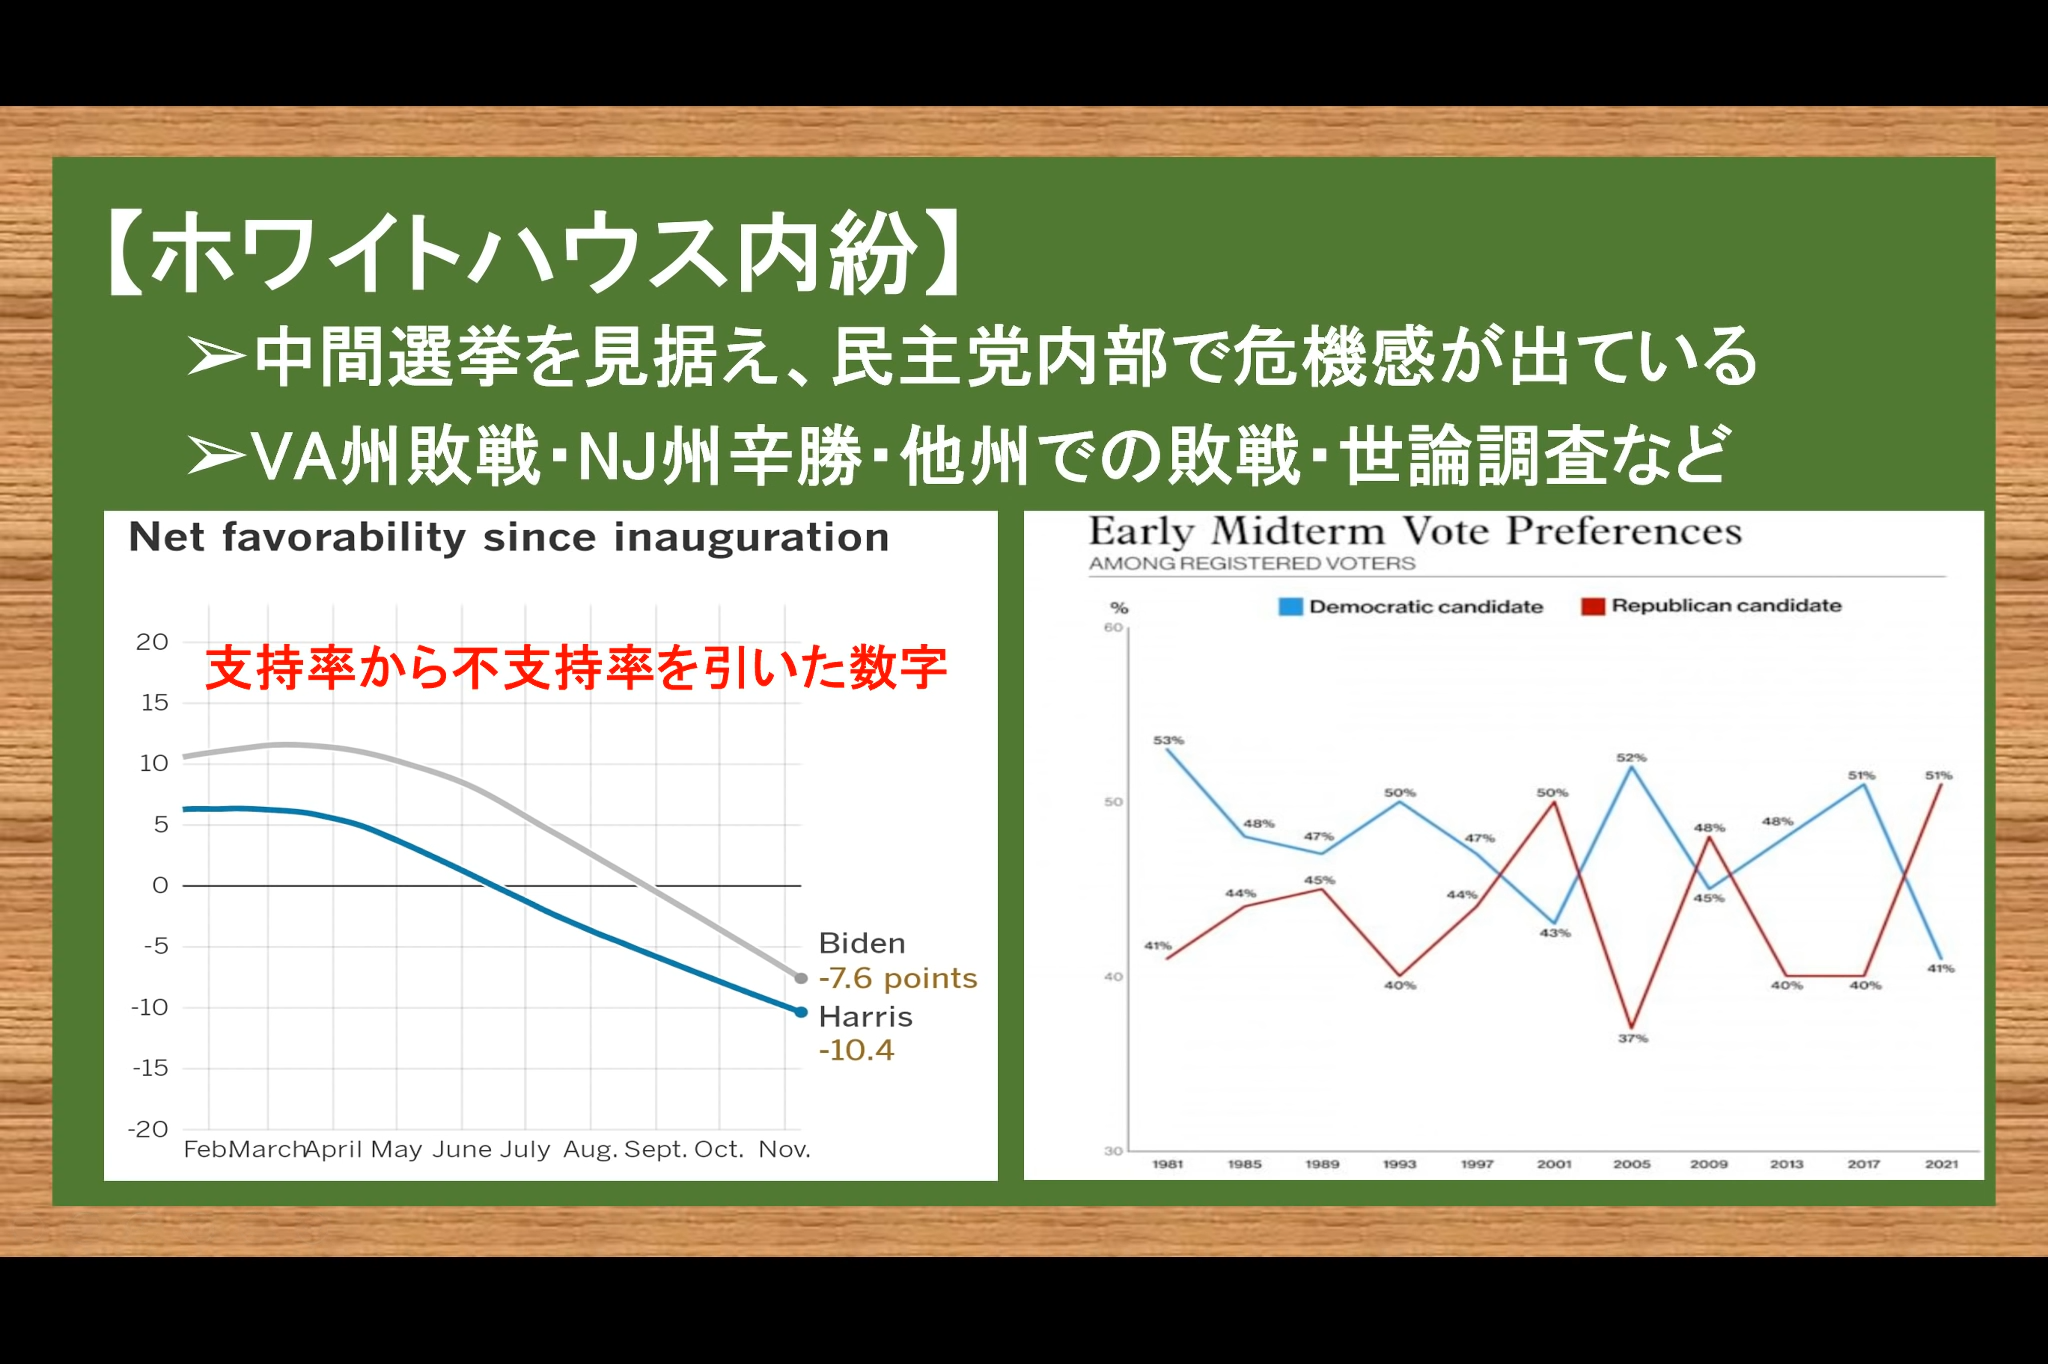 【ホワイトハウス内紛】
➢中間選挙を見据え、民主党内部で危機感が出ている
➢VA州敗戦・NJ州辛勝・他州での敗戦・世論調査など
Net favorability since inauguration
支持率から不支持率を引いた数字
20
15
10
5
0
-5
-10
-15
-20
Biden
-7.6 points
Harris
-10.4
Feb March April May June July Aug. Sept. Oct. Nov.
Early Midterm Vote Preferences
AMONG REGISTERED VOTERS
% Democratic candidate Republican candidate
60
50
40
30
53% 48% 47% 50% 47% 43% 52% 45% 48% 51% 41%
41% 44% 45% 40% 44% 50% 37% 48% 40% 40% 51%
1981 1985 1989 1993 1997 2001 2005 2009 2013 2017 2021